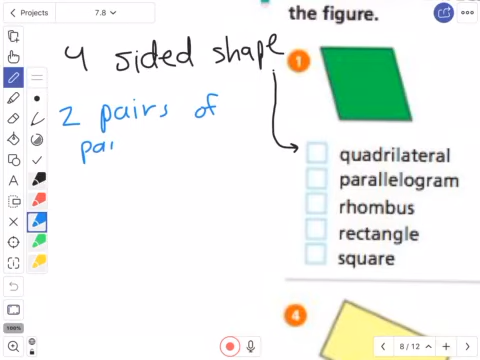 Projects
7.8
the figure.
4 sided shape
1
2 pairs of
par
quadrilateral
parallelogram
rhombus
rectangle
square
4
100%
8 / 12